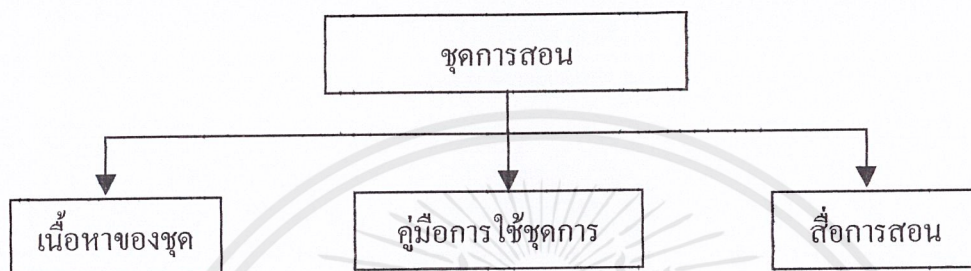 ชุดการสอน
เนื้อหาของชุด
คู่มือการใช้ชุดการ
สื่อการสอน